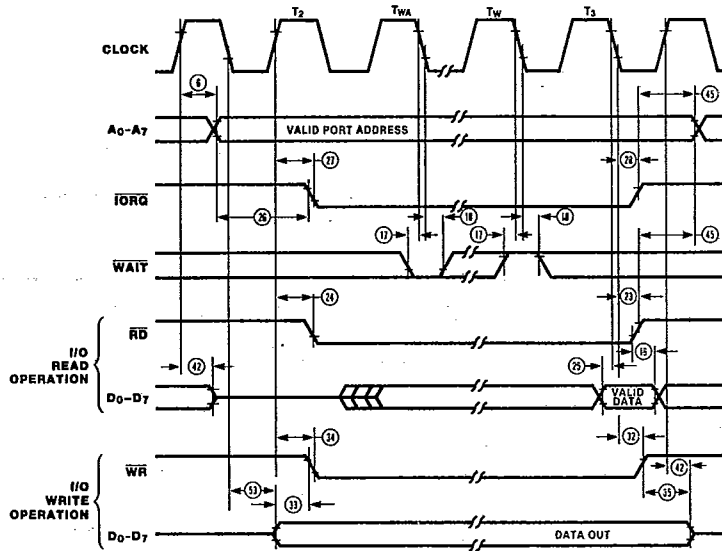 T2 TWA TW T3
CLOCK
6 45
A0-A7 VALID PORT ADDRESS
27 28
IORQ
26 18 18
17 17 45
WAIT
24 23
RD
I/O
READ
OPERATION
42 25 16
D0-D7 VALID
DATA
34 32
WR
I/O
WRITE
OPERATION
53 33 42
35
D0-D7 DATA OUT